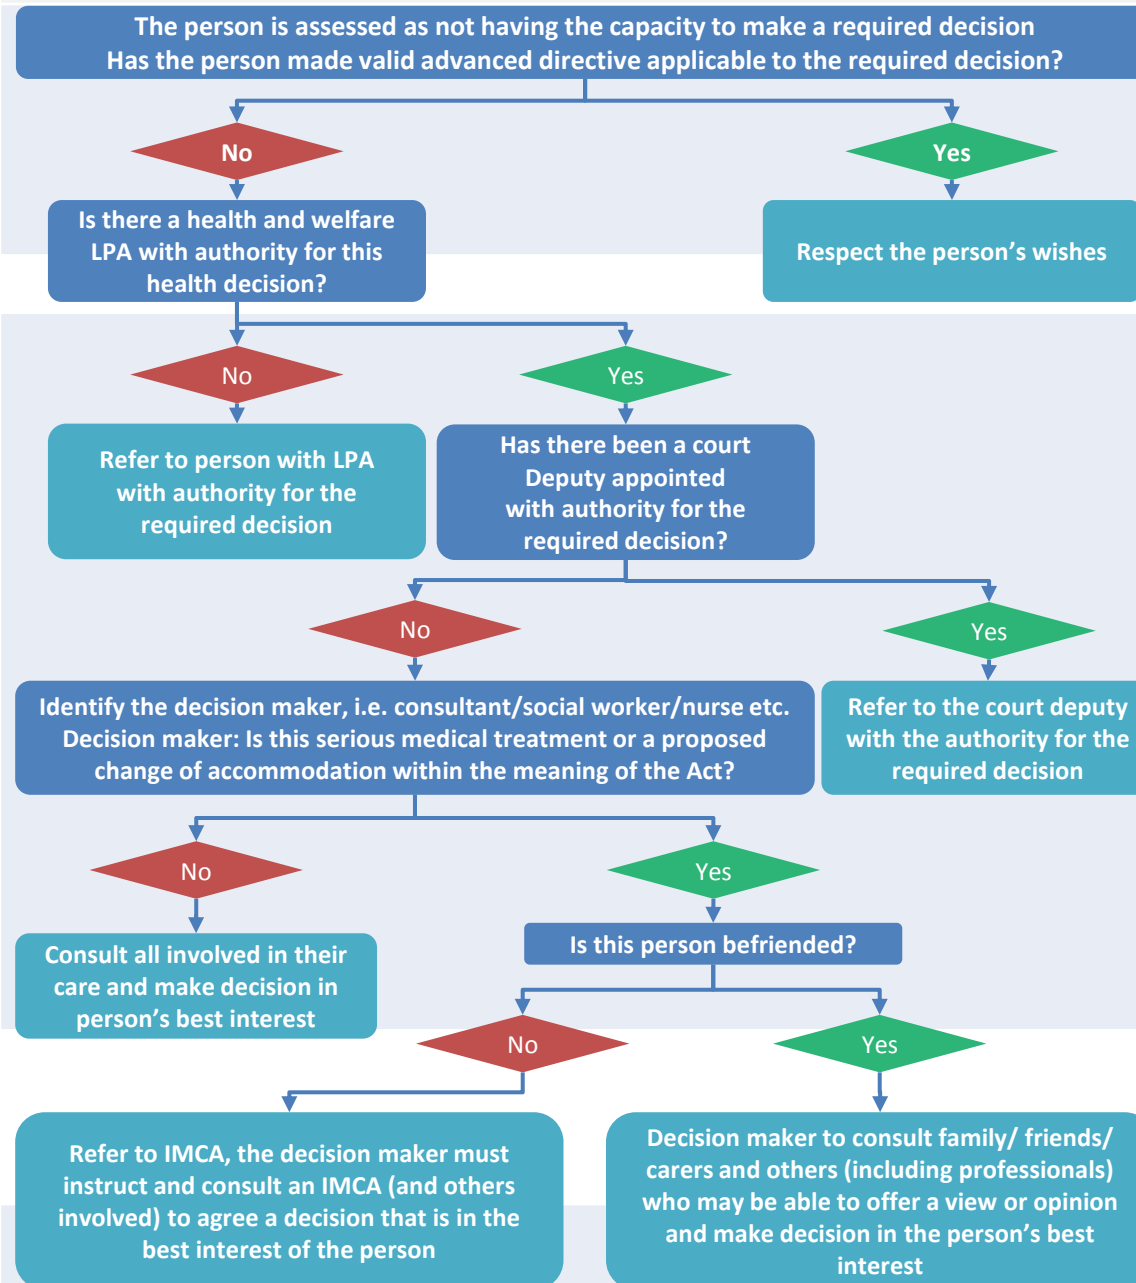 The person is assessed as not having the capacity to make a required decision
Has the person made valid advanced directive applicable to the required decision?
No
Yes
Is there a health and welfare
LPA with authority for this
health decision?
Respect the person's wishes
No
Yes
Refer to person with LPA
with authority for the
required decision
Has there been a court
Deputy appointed
with authority for the
required decision?
No
Yes
Identify the decision maker, i.e. consultant/social worker/nurse etc.
Decision maker: Is this serious medical treatment or a proposed
change of accommodation within the meaning of the Act?
Refer to the court deputy
with the authority for the
required decision
No
Yes
Consult all involved in their
care and make decision in
person's best interest
Is this person befriended?
No
Yes
Refer to IMCA, the decision maker must
instruct and consult an IMCA (and others
involved) to agree a decision that is in the
best interest of the person
Decision maker to consult family/ friends/
carers and others (including professionals)
who may be able to offer a view or opinion
and make decision in the person's best
interest